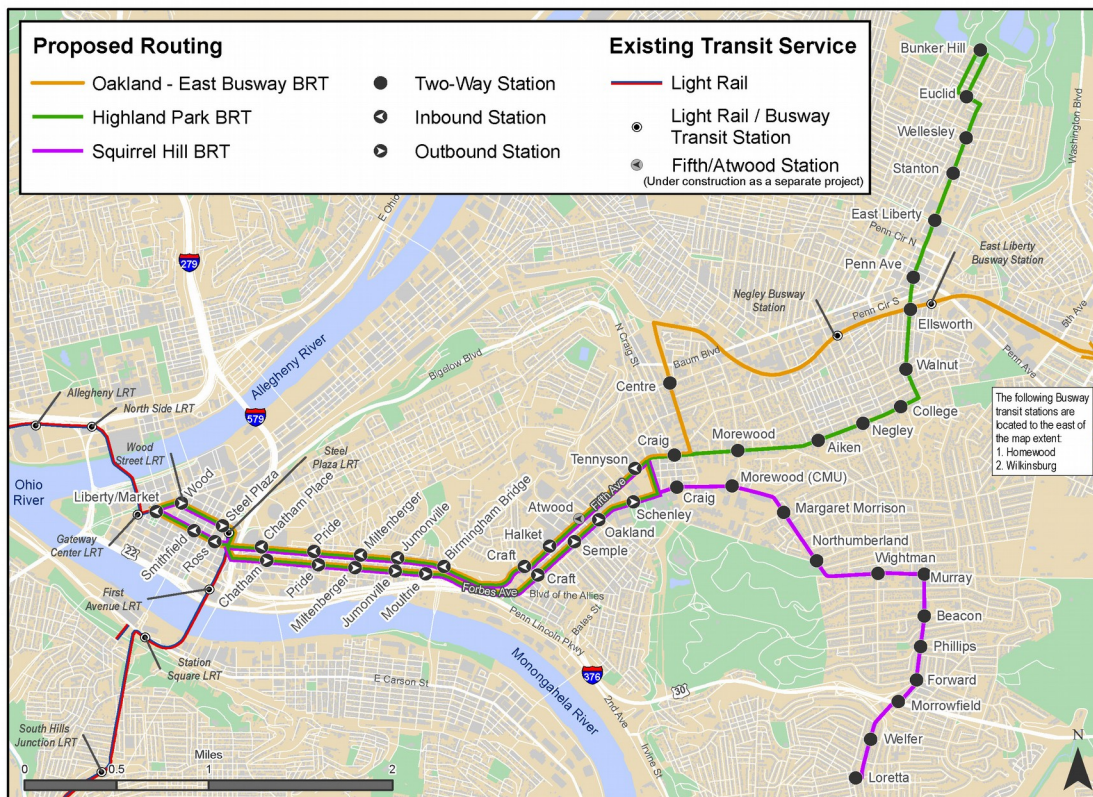 Proposed Routing
Oakland - East Busway BRT
Highland Park BRT
Squirrel Hill BRT
Two-Way Station
Inbound Station
Outbound Station
Existing Transit Service
Light Rail
Light Rail / Busway
Transit Station
Fifth/Atwood Station
(Under construction as a separate project)
Bunker Hill
Euclid
Wellesley
Stanton
East Liberty
Penn Cir N
Penn Ave
East Liberty
Busway Station
Washington Blvd
E Ohio
279
Negley Busway
Station
Penn Cir S
Ellsworth
5th Ave
Penn Ave
Allegheny River
Bigelow Blvd
N Craig St
Baum Blvd
Centre
Walnut
College
Negley
Aiken
Morewood
Craig
The following Busway
transit stations are
located to the east of
the map extent:
1. Homewood
2. Wilkinsburg
Allegheny LRT
North Side LRT
579
Wood
Street LRT
Steel
Plaza LRT
Ohio
River
Liberty/Market
Wood
Steel Plaza
Chatham Place
Pride
Miltenberger
Jumonville
Birmingham Bridge
Craft
Halket
Atwood
Tennyson
Fifth Ave
Craig
Morewood (CMU)
Margaret Morrison
Schenley
Oakland
Semple
Craft
Gateway
Center LRT
22
Smithfield
Ross
Chatham
Pride
Miltenberger
Jumonville
Moultrie
Forbes Ave
Blvd of the Allies
Bates St
Penn Lincoln Pkwy
Northumberland
Wightman
Murray
Beacon
Phillips
Forward
Morrowfield
Welfer
Loretta
First
Avenue LRT
Station
Square LRT
E Carson St
Monongahela River
376
2nd Ave
Irvine St
30
South Hills
Junction LRT
Miles
0
0.5
1
2
N